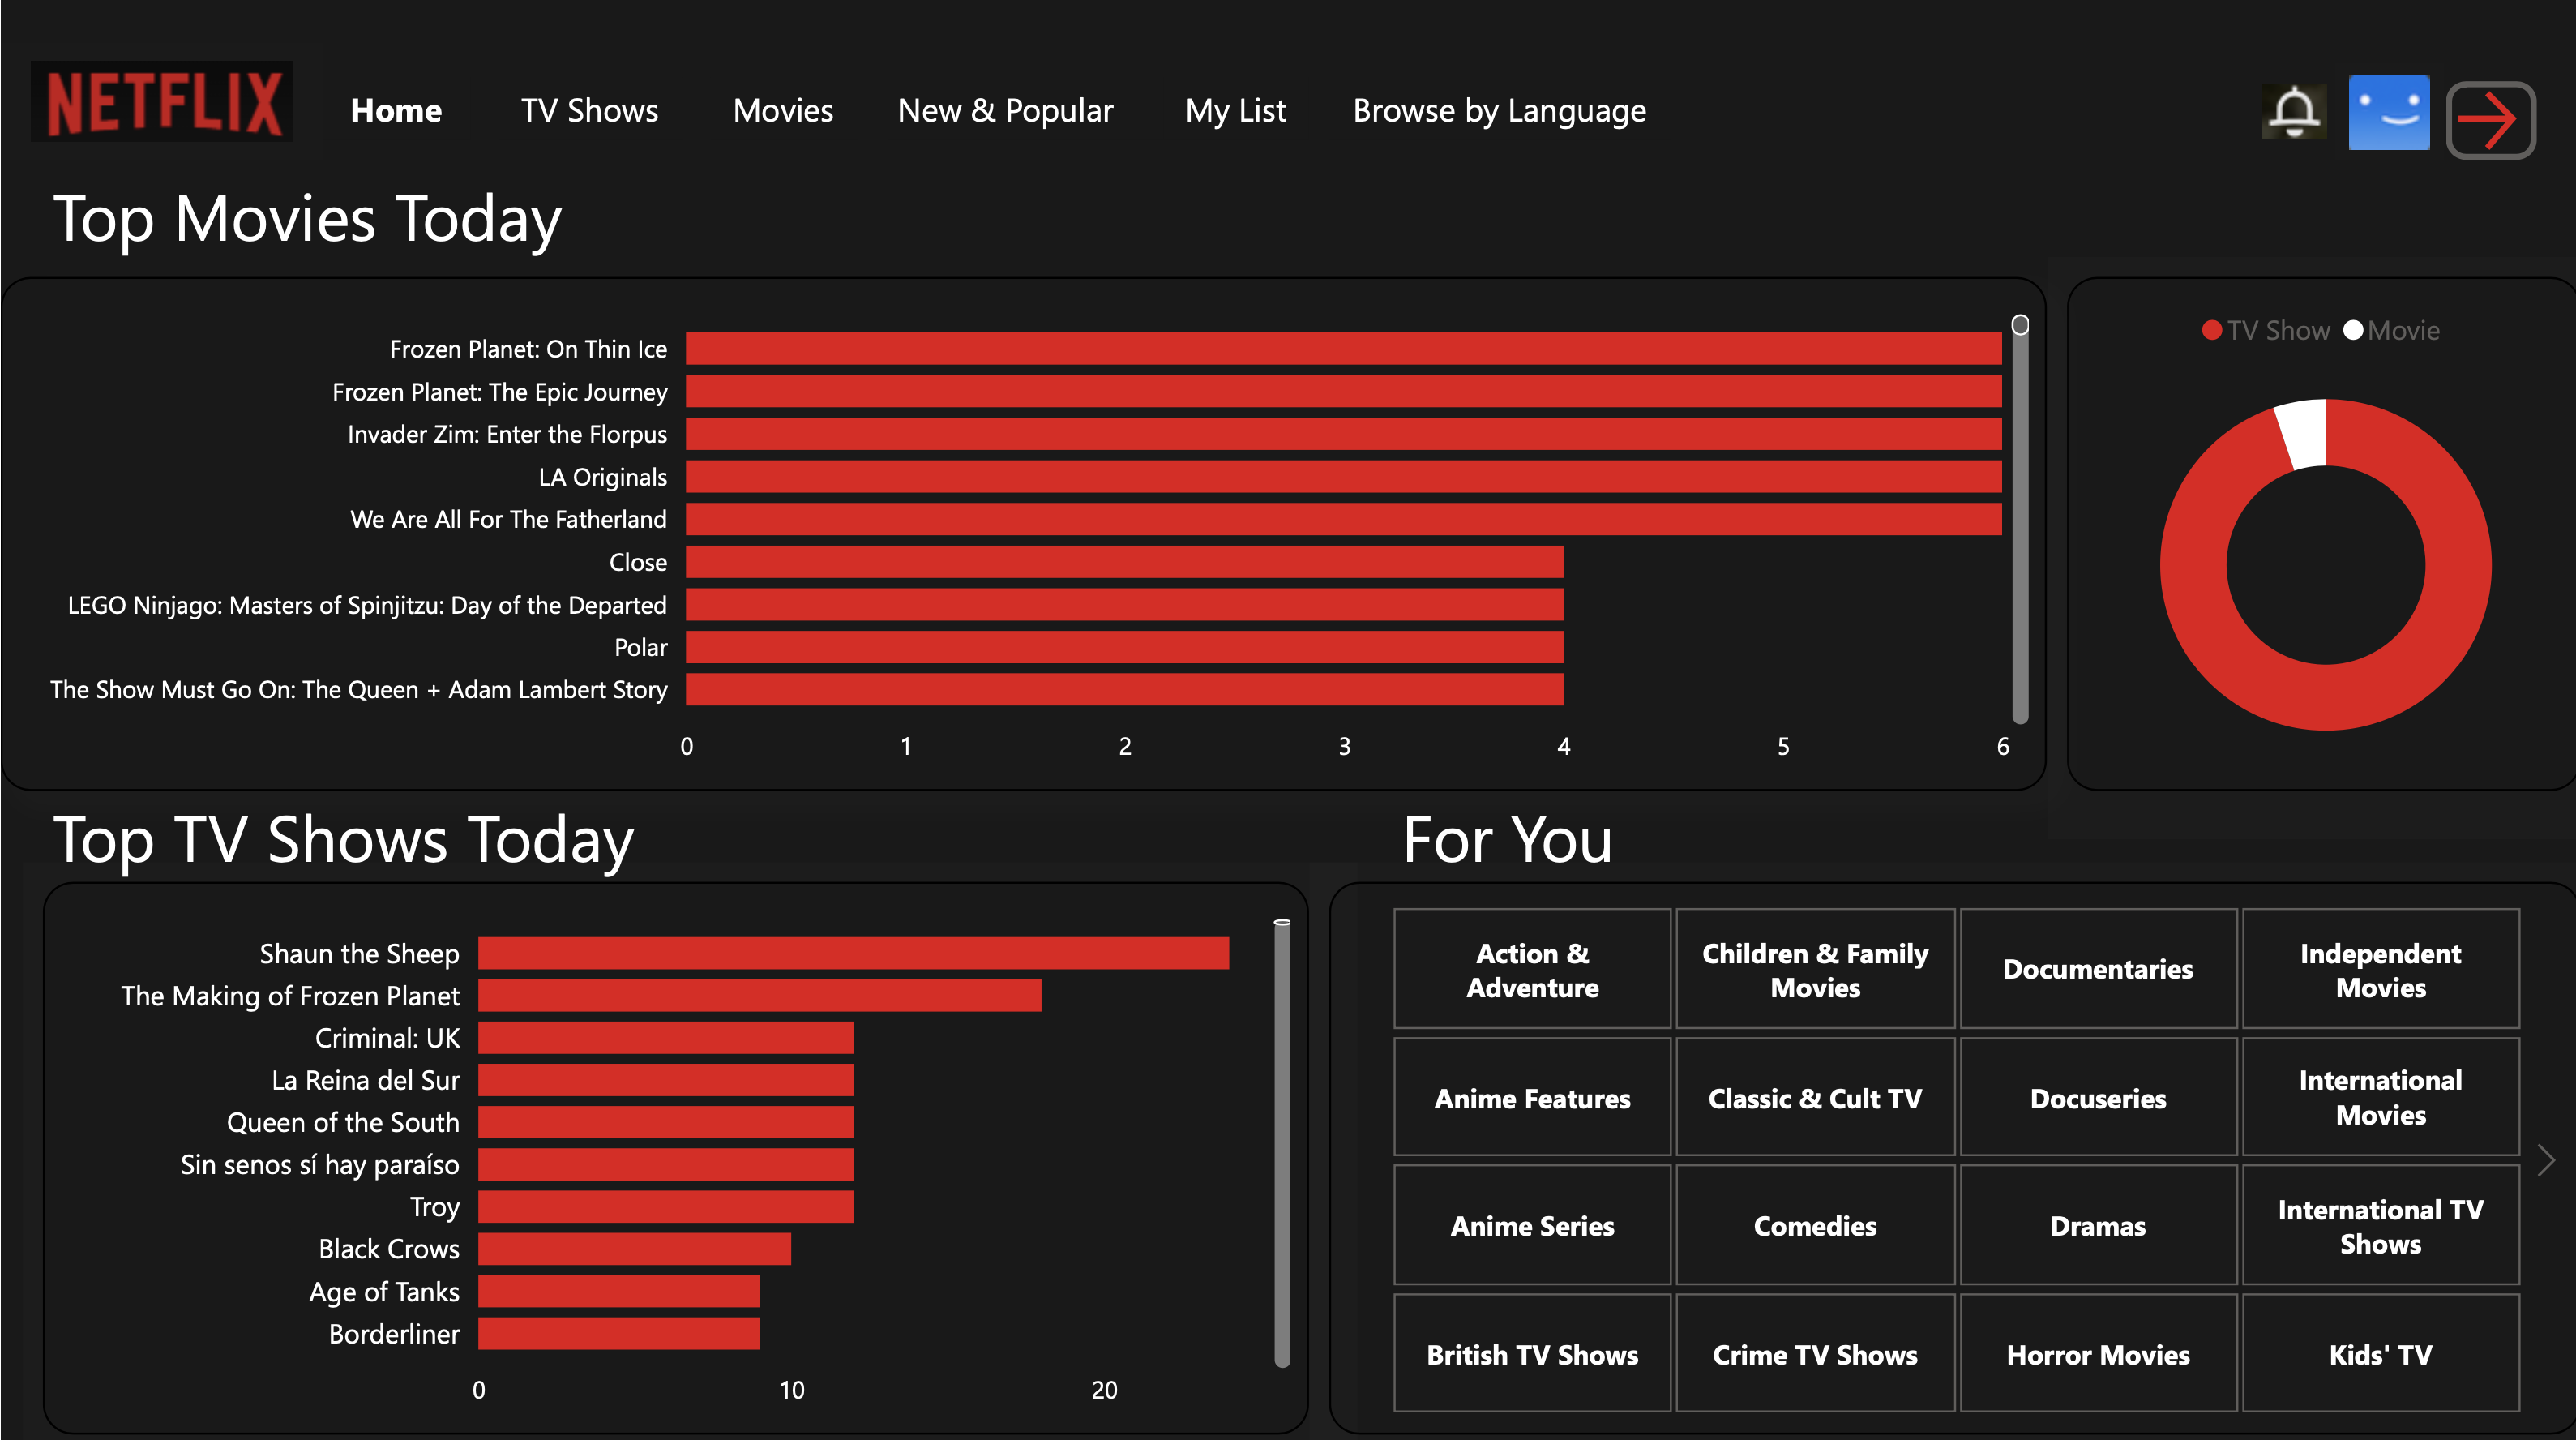 NETFLIX
Home
TV Shows
Movies
New & Popular
My List
Browse by Language
Top Movies Today
Frozen Planet: On Thin Ice
Frozen Planet: The Epic Journey
Invader Zim: Enter the Florpus
LA Originals
We Are All For The Fatherland
Close
LEGO Ninjago: Masters of Spinjitzu: Day of the Departed
Polar
The Show Must Go On: The Queen + Adam Lambert Story
0 1 2 3 4 5 6
TV Show Movie
Top TV Shows Today
Shaun the Sheep
The Making of Frozen Planet
Criminal: UK
La Reina del Sur
Queen of the South
Sin senos sí hay paraíso
Troy
Black Crows
Age of Tanks
Borderliner
0 10 20
For You
Action &
Adventure
Children & Family
Movies
Documentaries
Independent
Movies
Anime Features
Classic & Cult TV
Docuseries
International
Movies
Anime Series
Comedies
Dramas
International TV
Shows
British TV Shows
Crime TV Shows
Horror Movies
Kids' TV